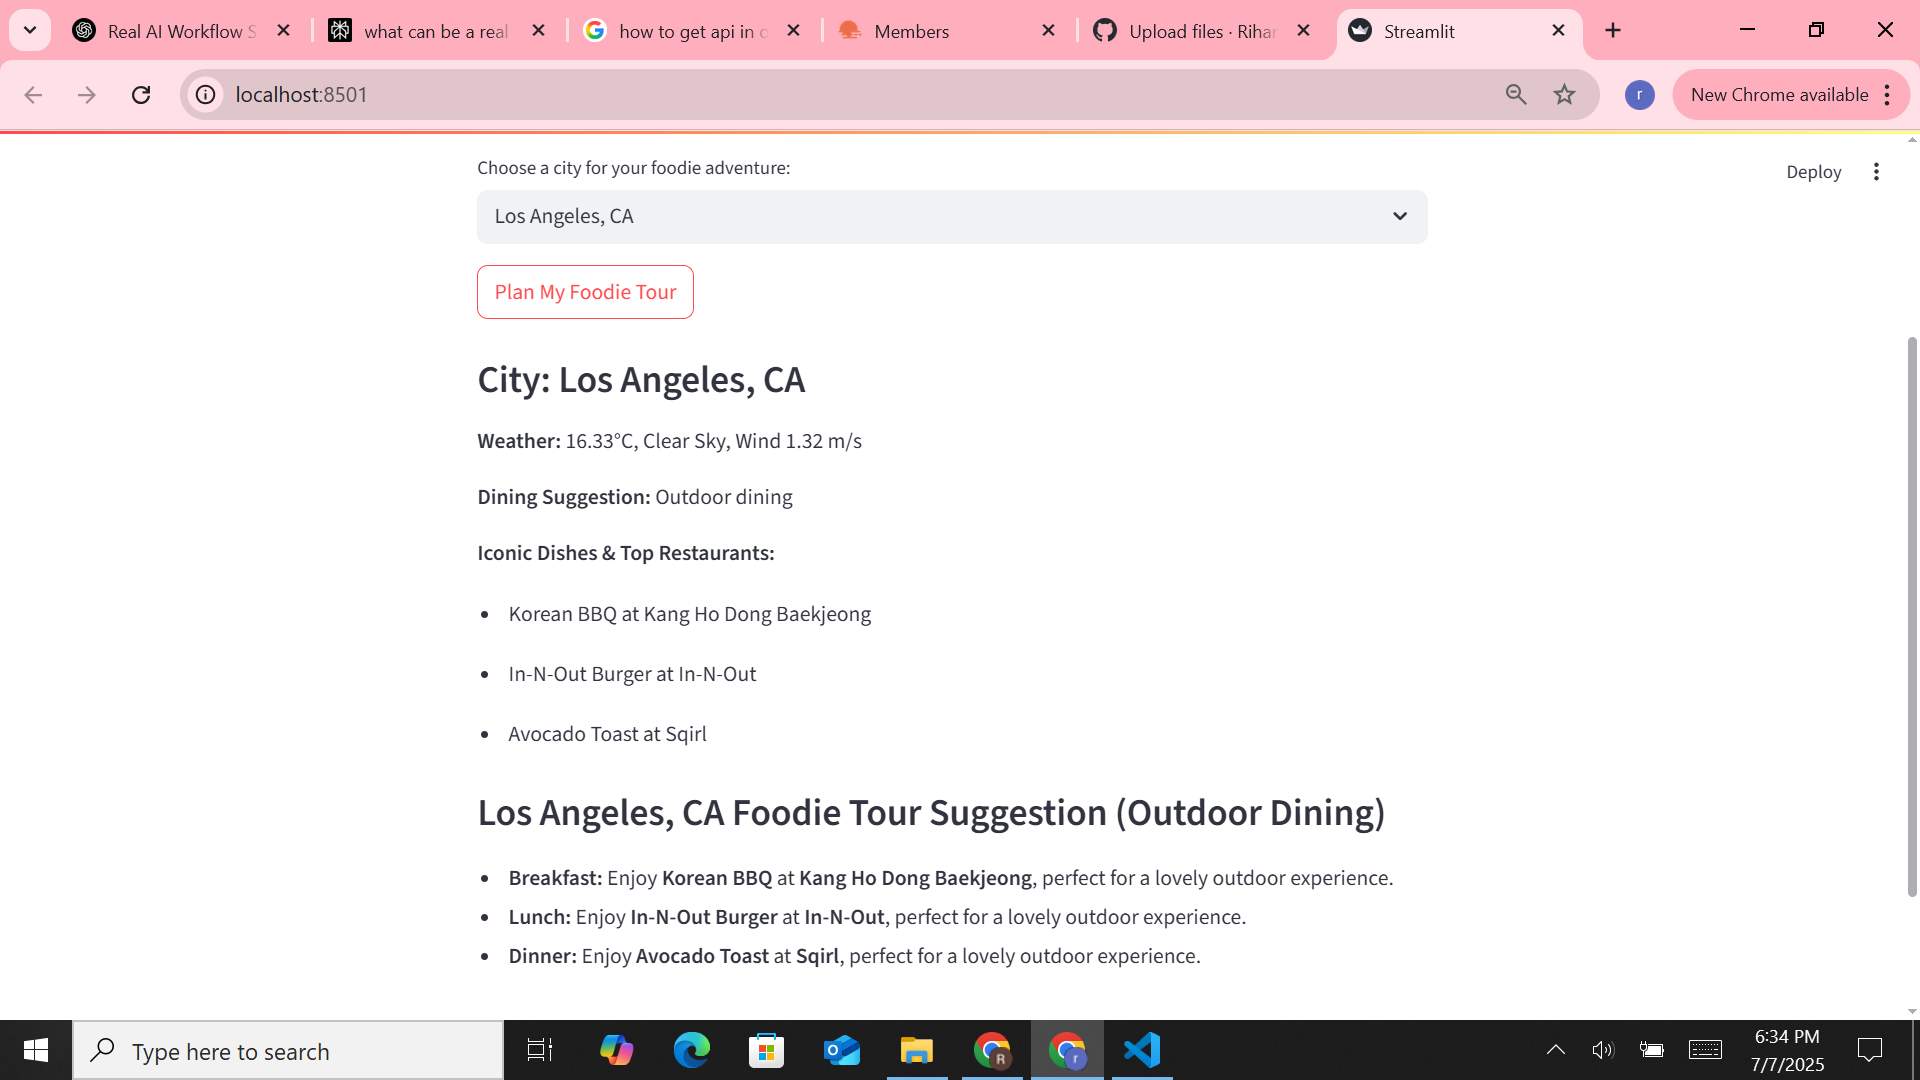 Real AI Workflow S
what can be a real
how to get api in o
Members
Upload files · Rihan
Streamlit
localhost:8501
r
New Chrome available
Choose a city for your foodie adventure:
Deploy
Los Angeles, CA
Plan My Foodie Tour
City: Los Angeles, CA
Weather: 16.33°C, Clear Sky, Wind 1.32 m/s
Dining Suggestion: Outdoor dining
Iconic Dishes & Top Restaurants:
• Korean BBQ at Kang Ho Dong Baekjeong
• In-N-Out Burger at In-N-Out
• Avocado Toast at Sqirl
Los Angeles, CA Foodie Tour Suggestion (Outdoor Dining)
• Breakfast: Enjoy Korean BBQ at Kang Ho Dong Baekjeong, perfect for a lovely outdoor experience.
• Lunch: Enjoy In-N-Out Burger at In-N-Out, perfect for a lovely outdoor experience.
• Dinner: Enjoy Avocado Toast at Sqirl, perfect for a lovely outdoor experience.
Type here to search
R
r
6:34 PM
7/7/2025